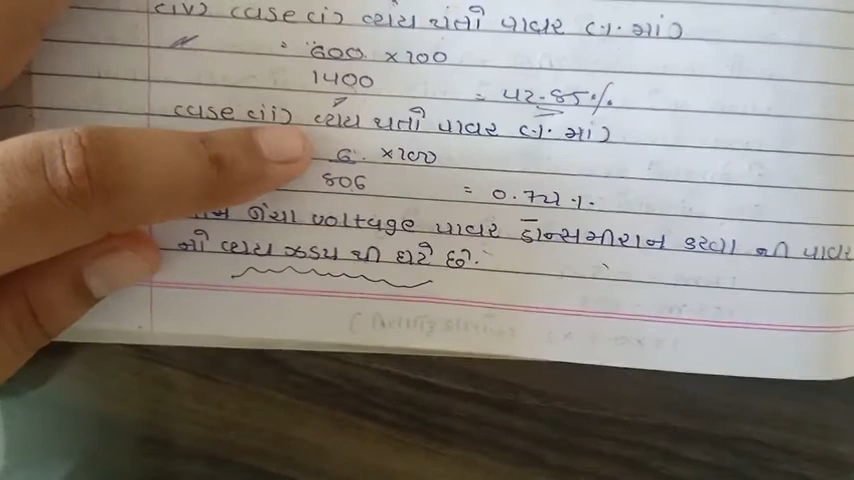 (iv) case (i) વ્યય થતો પાવર (% માં)
= 600 × 100
1400
= 42.85%
case (ii) વ્યય થતો પાવર (% માં)
6 × 100
806
= 0.74%
ઊંચા voltage પાવર ટ્રાન્સમીશન કરવા થી પાવર
નો વ્યય ઝડપ થી ઘટે છે.